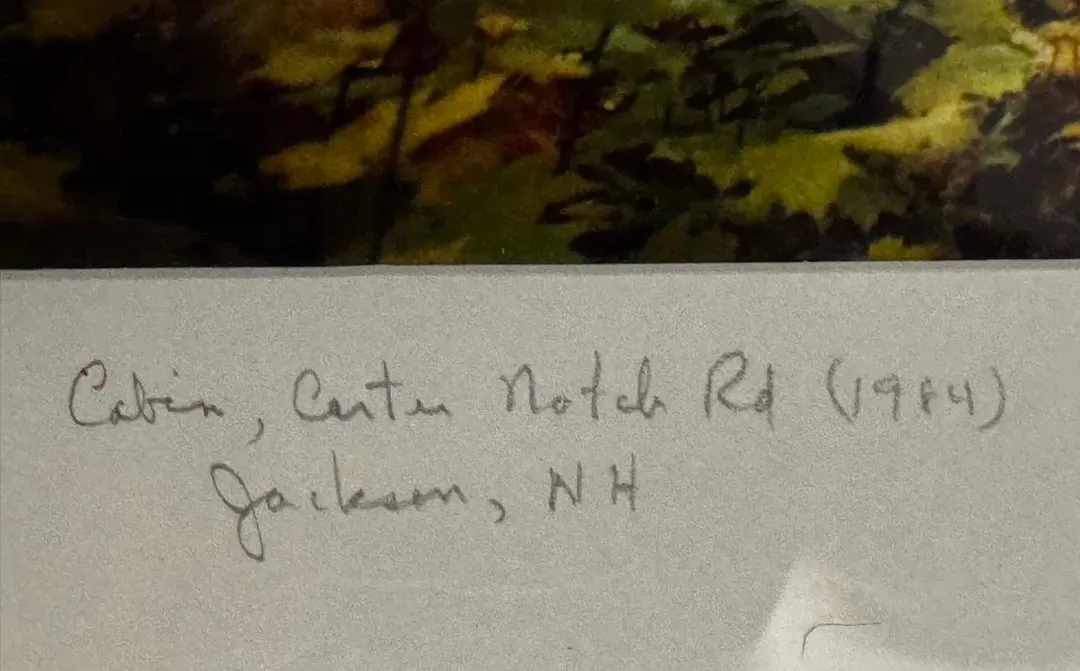 Cabin, Carter Notch Rd (1984)
Jackson, NH